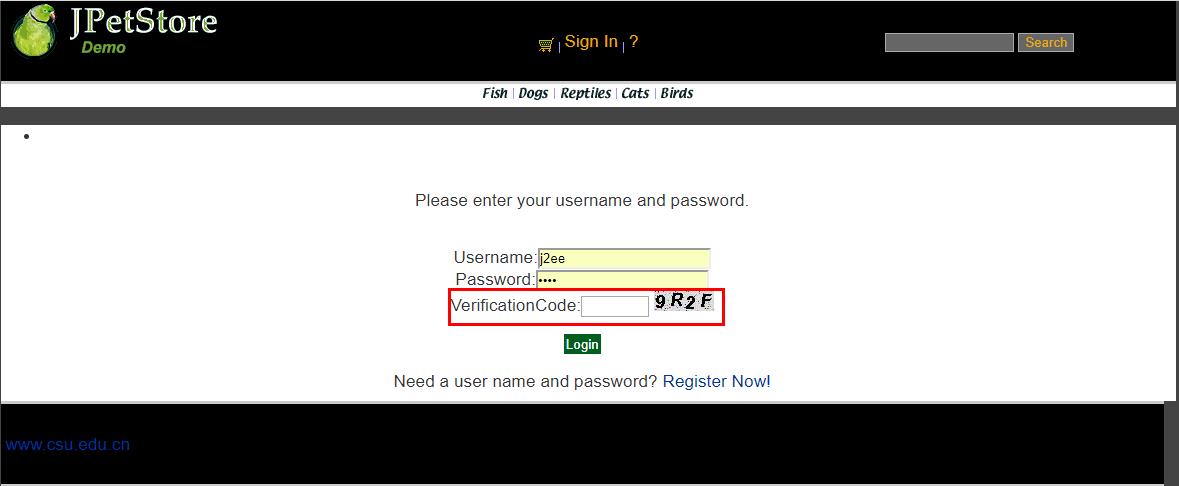 JPetStore
Demo
Sign In | ?
Search
Fish | Dogs | Reptiles | Cats | Birds
Please enter your username and password.
Username: j2ee
Password: ••••
VerificationCode: 9R2F
Login
Need a user name and password? Register Now!
www.csu.edu.cn